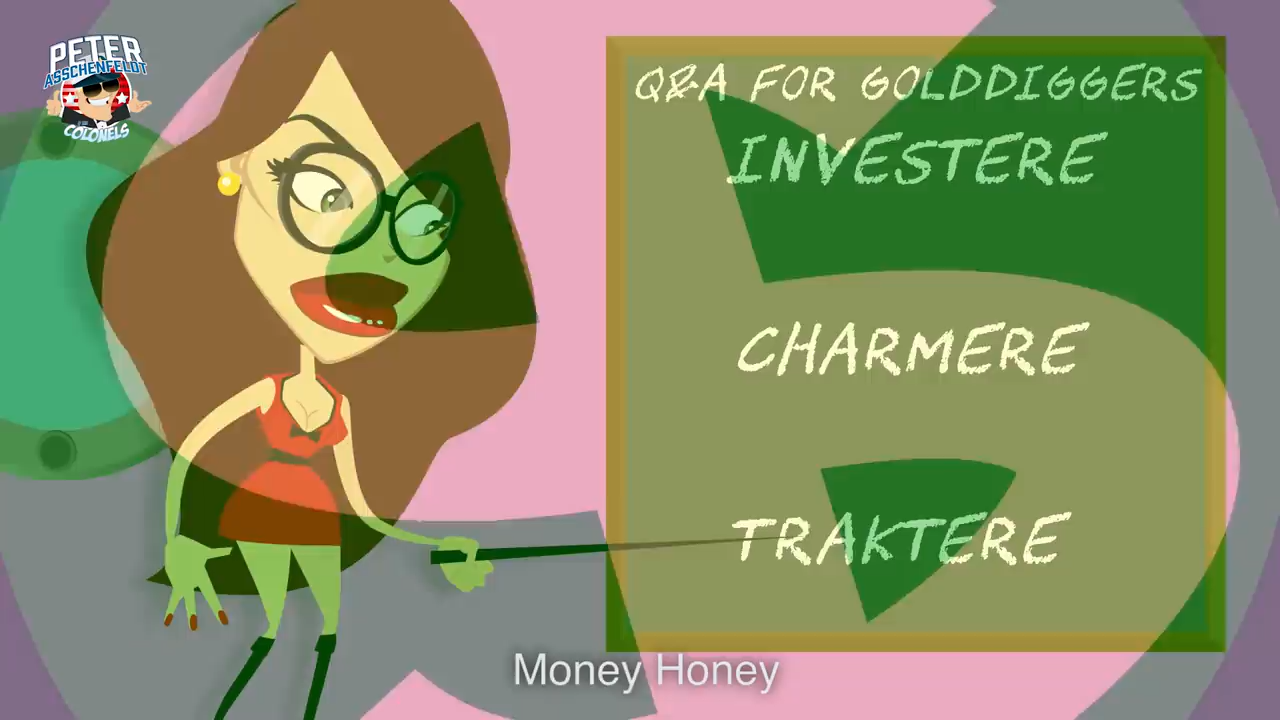 PETER
ASSCHENFELDT
COLONELS
Q&A FOR GOLDDIGGERS
INVESTERE
CHARMERE
TRAKTERE
Money Honey